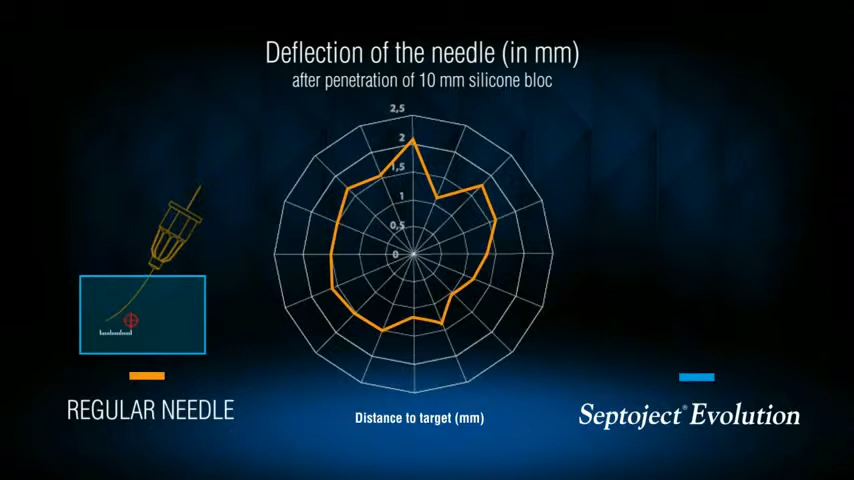 Deflection of the needle (in mm)
after penetration of 10 mm silicone bloc
2,5
2
1,5
1
0,5
0
REGULAR NEEDLE
Distance to target (mm)
Septoject® Evolution